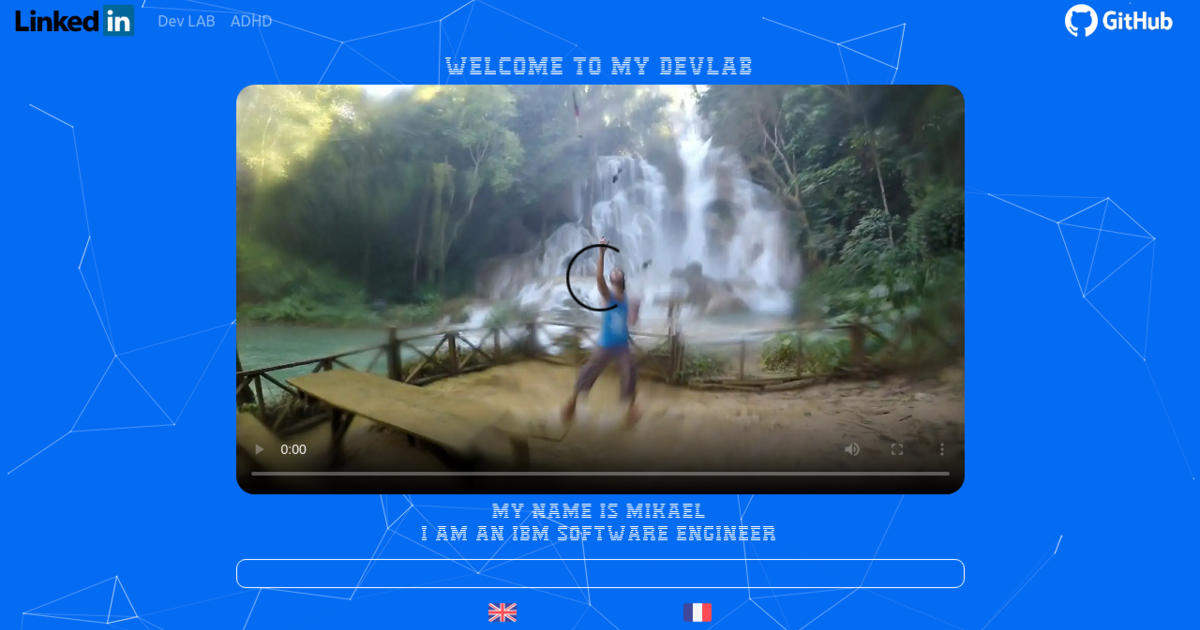 Linked in Dev LAB ADHD GitHub
WELCOME TO MY DEVLAB
0:00
MY NAME IS MIKAEL
I AM AN IBM SOFTWARE ENGINEER